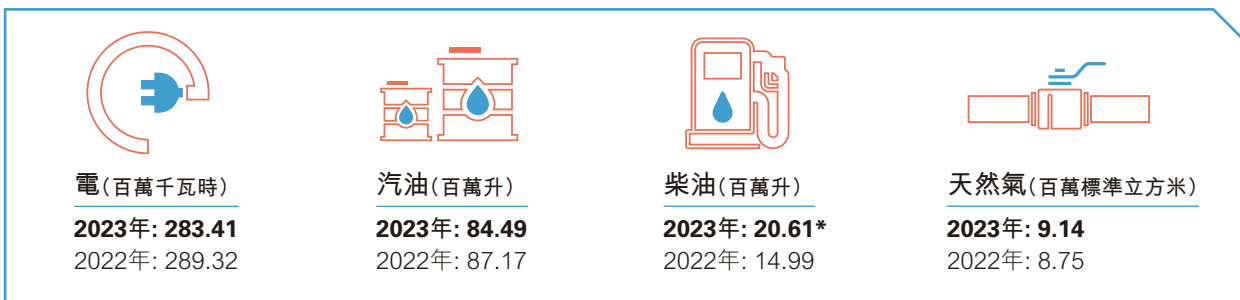 電(百萬千瓦時)
2023年: 283.41
2022年: 289.32
汽油(百萬升)
2023年: 84.49
2022年: 87.17
柴油(百萬升)
2023年: 20.61*
2022年: 14.99
天然氣(百萬標準立方米)
2023年: 9.14
2022年: 8.75